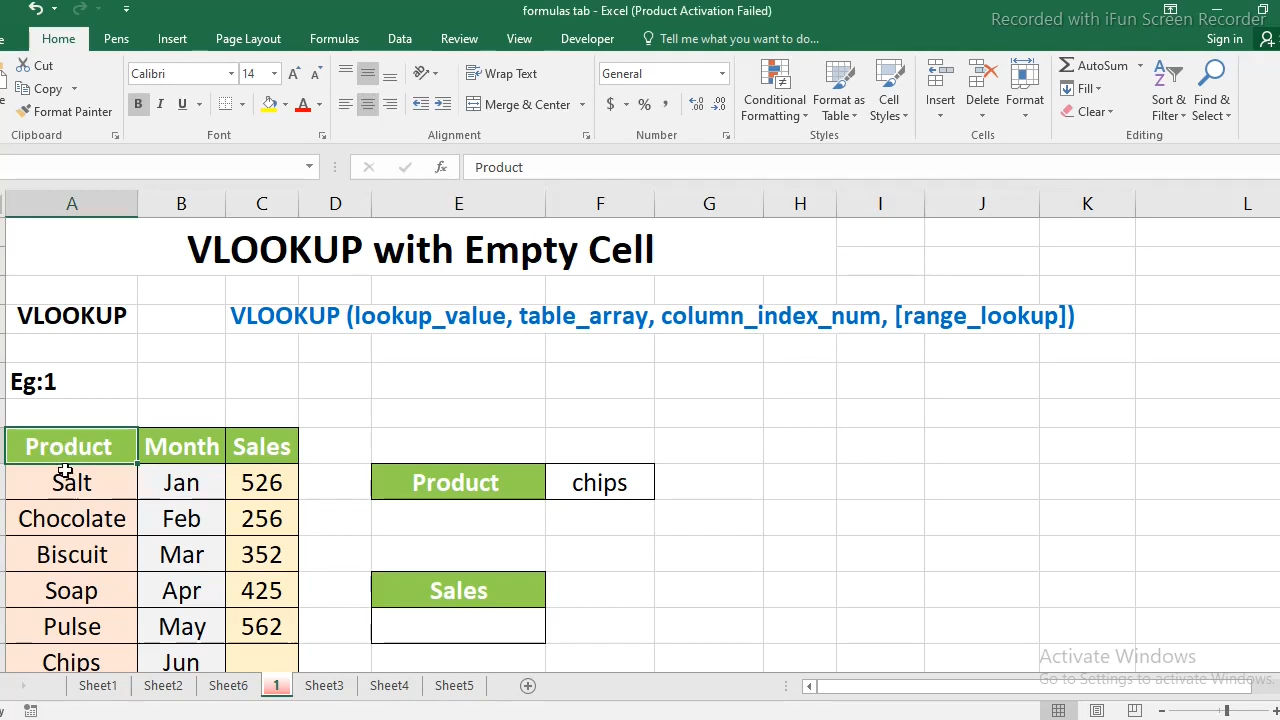 formulas tab - Excel (Product Activation Failed)
Recorded with iFun Screen Recorder
Home Pens Insert Page Layout Formulas Data Review View Developer Tell me what you want to do... Sign in
Cut
Copy
Format Painter
Clipboard
Calibri 14
B I U A
Font
Wrap Text
Merge & Center
Alignment
General
$ % ,
Number
Conditional Formatting
Format as Table
Cell Styles
Styles
Insert Delete Format
Cells
AutoSum
Fill
Clear
Sort & Filter
Find & Select
Editing
fx Product
A B C D E F G H I J K L
VLOOKUP with Empty Cell
VLOOKUP VLOOKUP (lookup_value, table_array, column_index_num, [range_lookup])
Eg:1
Product Month Sales
Salt Jan 526 Product chips
Chocolate Feb 256
Biscuit Mar 352
Soap Apr 425 Sales
Pulse May 562
Chips Jun
Activate Windows
Go to Settings to activate Windows.
Sheet1 Sheet2 Sheet6 1 Sheet3 Sheet4 Sheet5